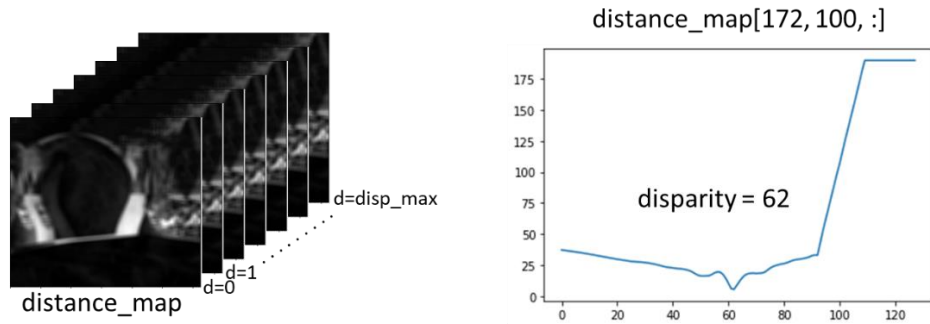 distance_map
d=0
d=1
d=disp_max
distance_map[172, 100, :]
175
150
125
100
75
50
25
0
disparity = 62
0 20 40 60 80 100 120